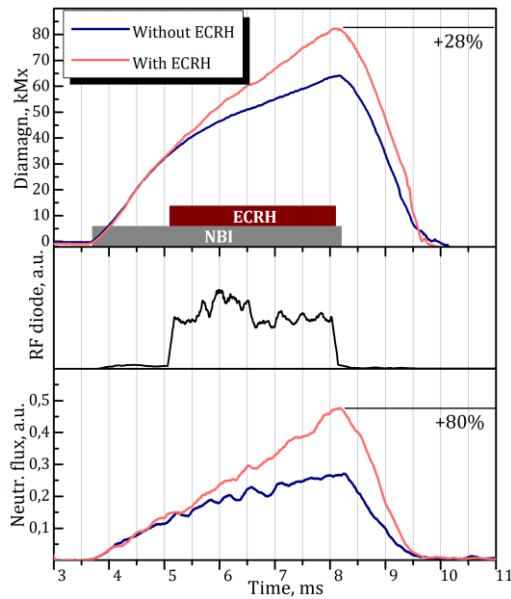 Without ECRH
With ECRH
+28%
Diamagn., kMx
80
70
60
50
40
30
20
10
0
ECRH
NBI
RF diode, a.u.
Neutr. flux, a.u.
0,5
0,4
0,3
0,2
0,1
+80%
3 4 5 6 7 8 9 10 11
Time, ms